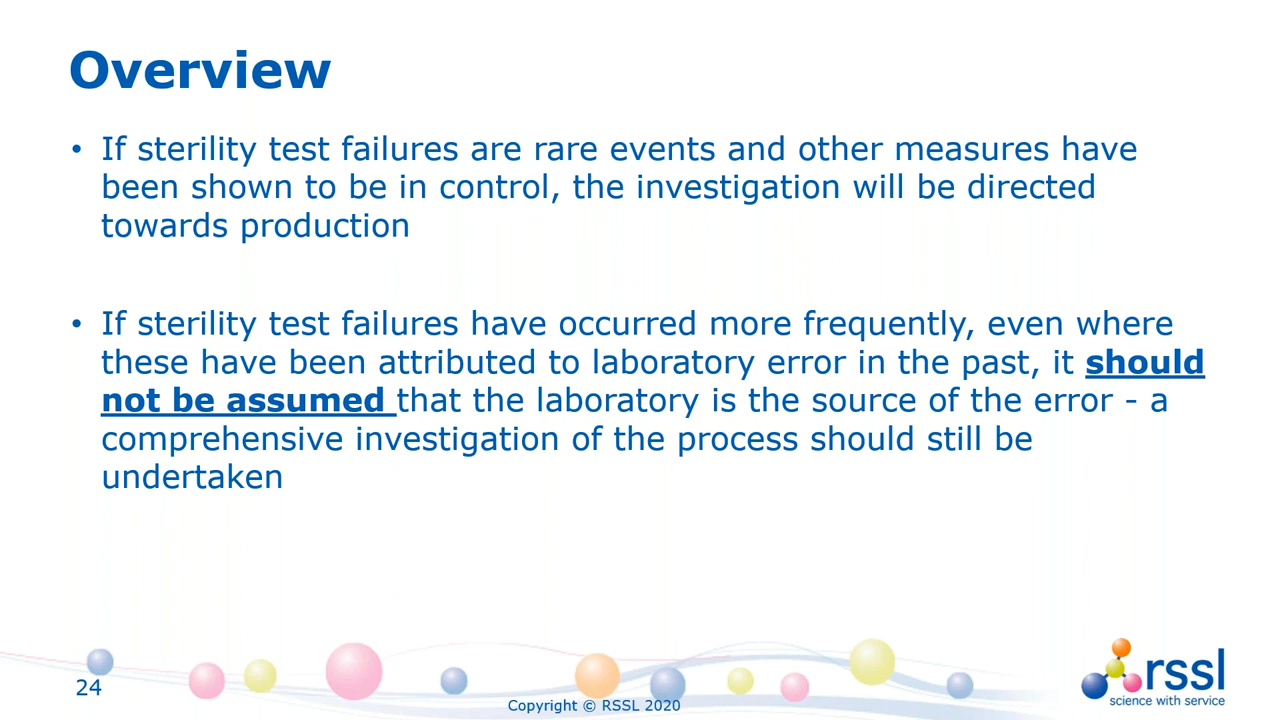 Overview
• If sterility test failures are rare events and other measures have
been shown to be in control, the investigation will be directed
towards production
• If sterility test failures have occurred more frequently, even where
these have been attributed to laboratory error in the past, it should
not be assumed that the laboratory is the source of the error - a
comprehensive investigation of the process should still be
undertaken
24
Copyright © RSSL 2020
rssl
science with service